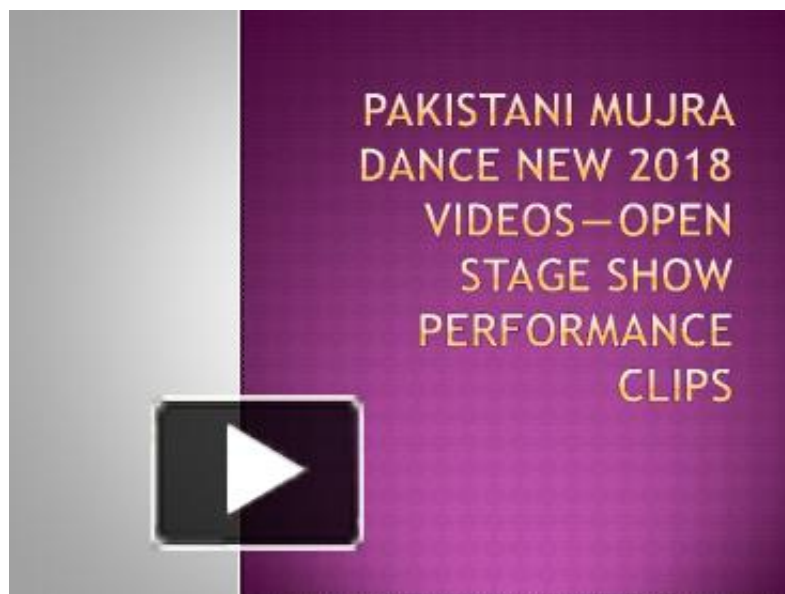 PAKISTANI MUJRA
DANCE NEW 2018
VIDEOS—OPEN
STAGE SHOW
PERFORMANCE
CLIPS